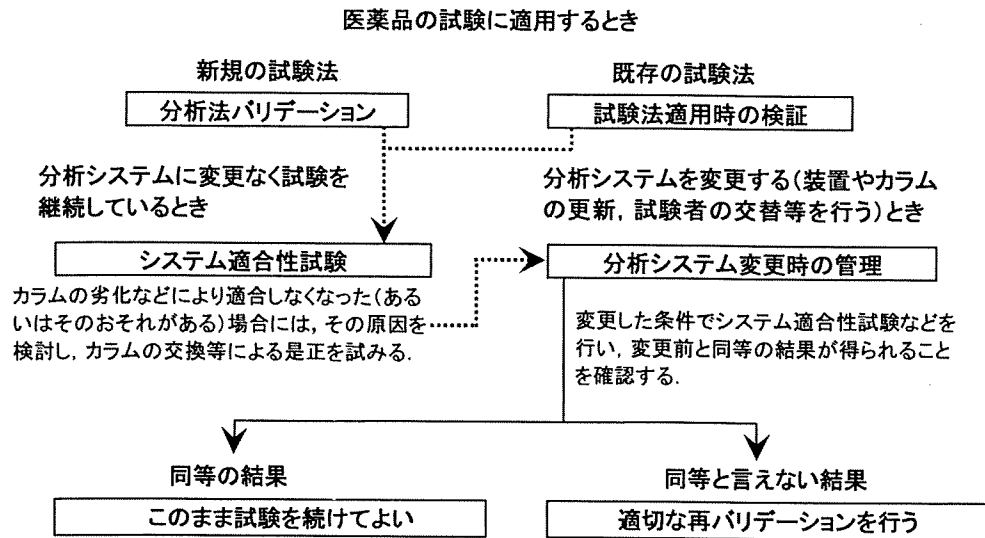 医薬品の試験に適用するとき
新規の試験法
既存の試験法
分析法バリデーション
試験法適用時の検証
分析システムに変更なく試験を
継続しているとき
分析システムを変更する(装置やカラム
の更新, 試験者の交替等を行う)とき
システム適合性試験
分析システム変更時の管理
カラムの劣化などにより適合しなくなった(ある
いはそのおそれがある)場合には, その原因を
検討し, カラムの交換等による是正を試みる.
変更した条件でシステム適合性試験などを
行い, 変更前と同等の結果が得られること
を確認する.
同等の結果
同等と言えない結果
このまま試験を続けてよい
適切な再バリデーションを行う